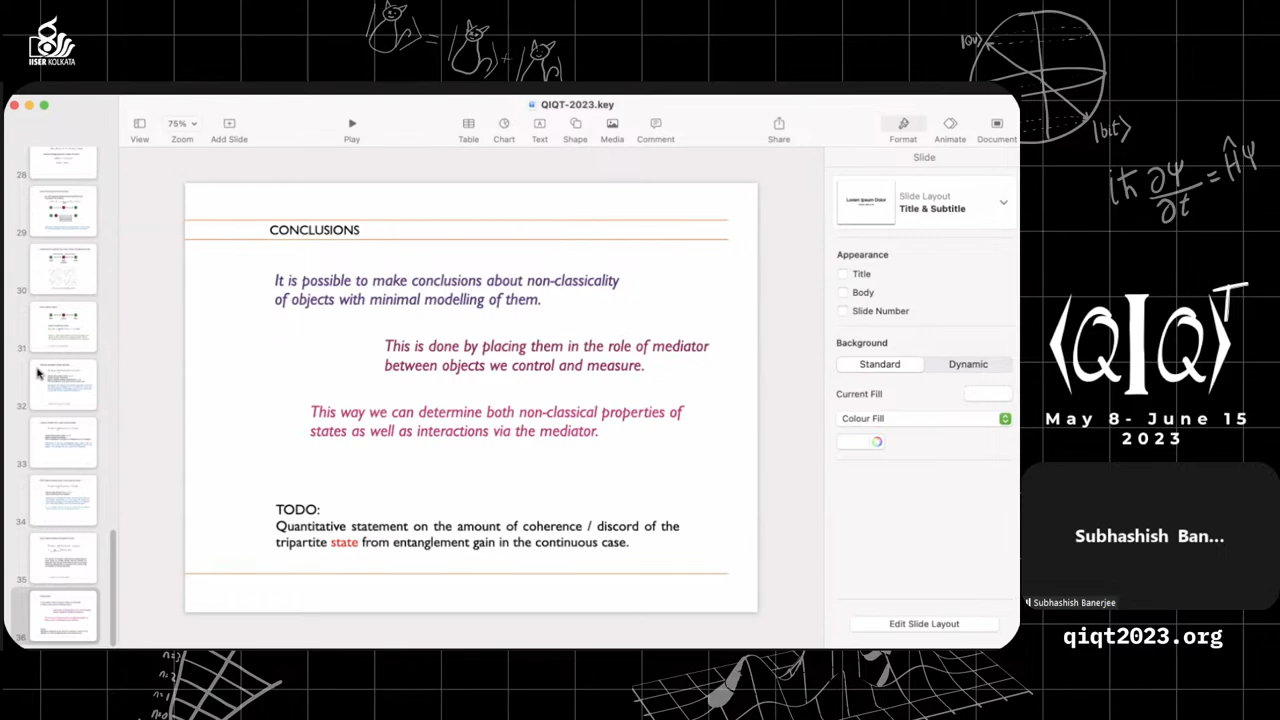 IISER KOLKATA
|0⟩
|bit⟩
iħ ∂ψ/∂t = Ĥψ
QIQT-2023.key
75%
View
Zoom
Add Slide
Play
Table
Chart
Text
Shape
Media
Comment
Share
Format
Animate
Document
28
29
30
31
32
33
34
35
36
CONCLUSIONS
It is possible to make conclusions about non-classicality
of objects with minimal modelling of them.
This is done by placing them in the role of mediator
between objects we control and measure.
This way we can determine both non-classical properties of
states as well as interactions via the mediator.
TODO:
Quantitative statement on the amount of coherence / discord of the
tripartite state from entanglement gain in the continuous case.
Slide
Lorem Ipsum Dolor
Slide Layout
Title & Subtitle
Appearance
Title
Body
Slide Number
Background
Standard
Dynamic
Current Fill
Colour Fill
Edit Slide Layout
⟨QIQ⟩T
May 8- June 15
2023
Subhashish Ban...
Subhashish Banerjee
qiqt2023.org
n=3
n=2
n=1
n=0